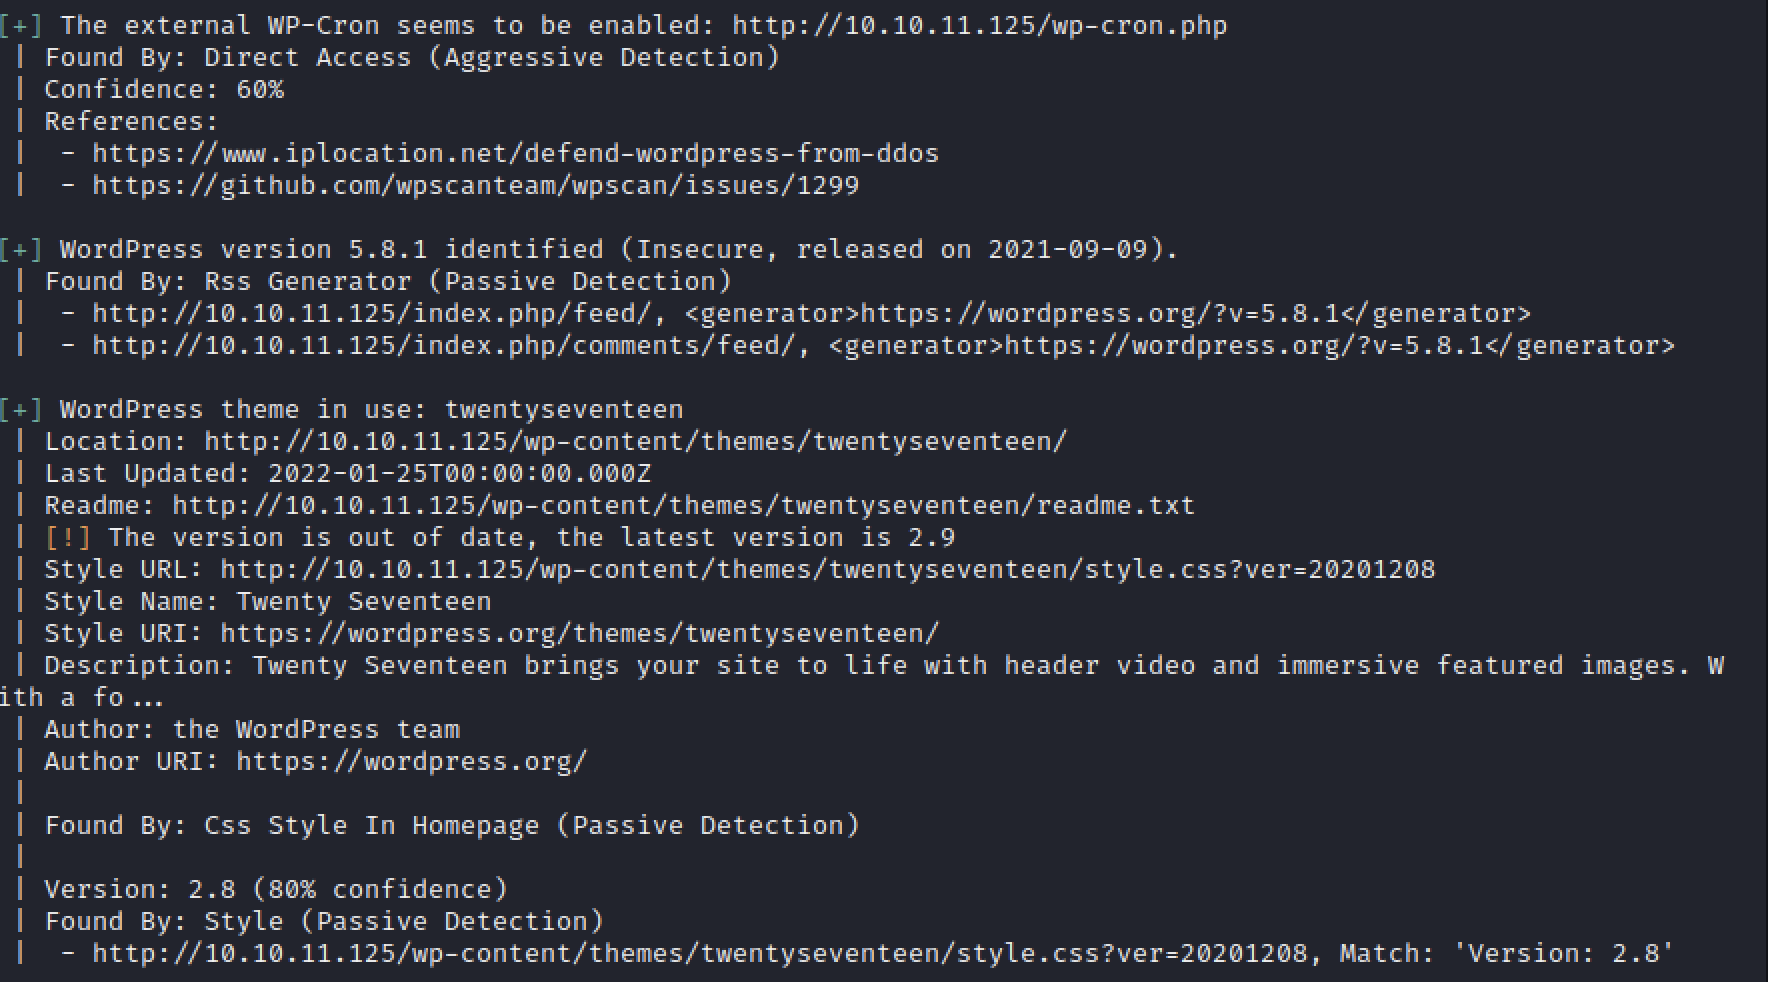 [+] The external WP-Cron seems to be enabled: http://10.10.11.125/wp-cron.php
 | Found By: Direct Access (Aggressive Detection)
 | Confidence: 60%
 | References:
 |  - https://www.iplocation.net/defend-wordpress-from-ddos
 |  - https://github.com/wpscanteam/wpscan/issues/1299

[+] WordPress version 5.8.1 identified (Insecure, released on 2021-09-09).
 | Found By: Rss Generator (Passive Detection)
 |  - http://10.10.11.125/index.php/feed/, <generator>https://wordpress.org/?v=5.8.1</generator>
 |  - http://10.10.11.125/index.php/comments/feed/, <generator>https://wordpress.org/?v=5.8.1</generator>

[+] WordPress theme in use: twentyseventeen
 | Location: http://10.10.11.125/wp-content/themes/twentyseventeen/
 | Last Updated: 2022-01-25T00:00:00.000Z
 | Readme: http://10.10.11.125/wp-content/themes/twentyseventeen/readme.txt
 | [!] The version is out of date, the latest version is 2.9
 | Style URL: http://10.10.11.125/wp-content/themes/twentyseventeen/style.css?ver=20201208
 | Style Name: Twenty Seventeen
 | Style URI: https://wordpress.org/themes/twentyseventeen/
 | Description: Twenty Seventeen brings your site to life with header video and immersive featured images. W
ith a fo...
 | Author: the WordPress team
 | Author URI: https://wordpress.org/
 |
 | Found By: Css Style In Homepage (Passive Detection)
 |
 | Version: 2.8 (80% confidence)
 | Found By: Style (Passive Detection)
 |  - http://10.10.11.125/wp-content/themes/twentyseventeen/style.css?ver=20201208, Match: 'Version: 2.8'